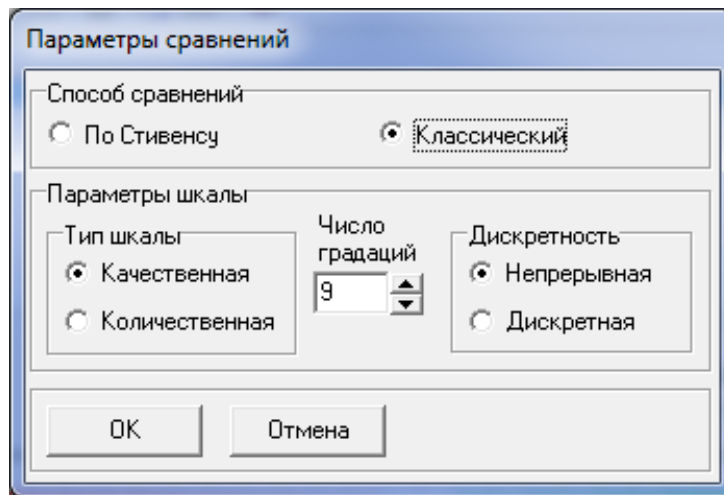 Параметры сравнений
Способ сравнений
По Стивенсу
Классический
Параметры шкалы
Тип шкалы
Качественная
Количественная
Число
градаций
9
Дискретность
Непрерывная
Дискретная
OK
Отмена